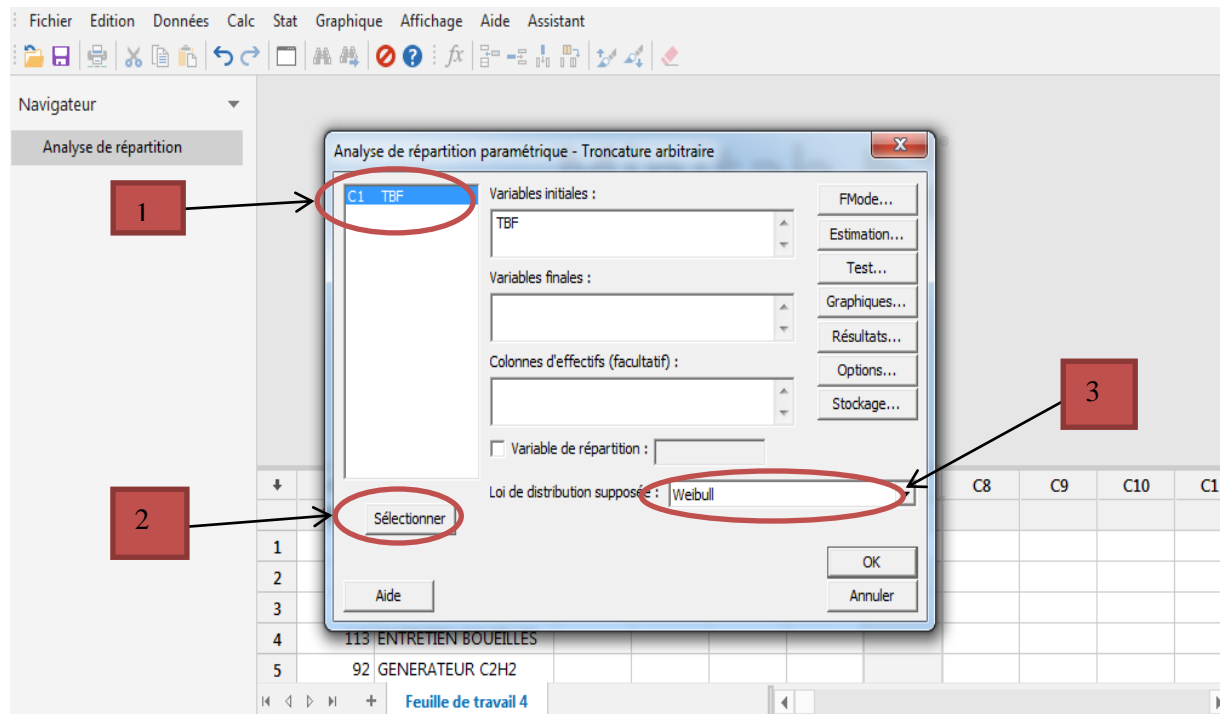 Fichier Edition Données Calc Stat Graphique Affichage Aide Assistant
fx
Navigateur
Analyse de répartition
Analyse de répartition paramétrique - Troncature arbitraire
x
1
C1 TBF
Variables initiales :
TBF
FMode...
Estimation...
Test...
Variables finales :
Graphiques...
Résultats...
Colonnes d'effectifs (facultatif) :
Options...
Stockage...
3
Variable de répartition :
Loi de distribution supposée : Weibull
C8 C9 C10 C1
2
Sélectionner
1
OK
2
Aide
Annuler
3
4 113 ENTRETIEN BOUEILLES
5 92 GENERATEUR C2H2
+ Feuille de travail 4